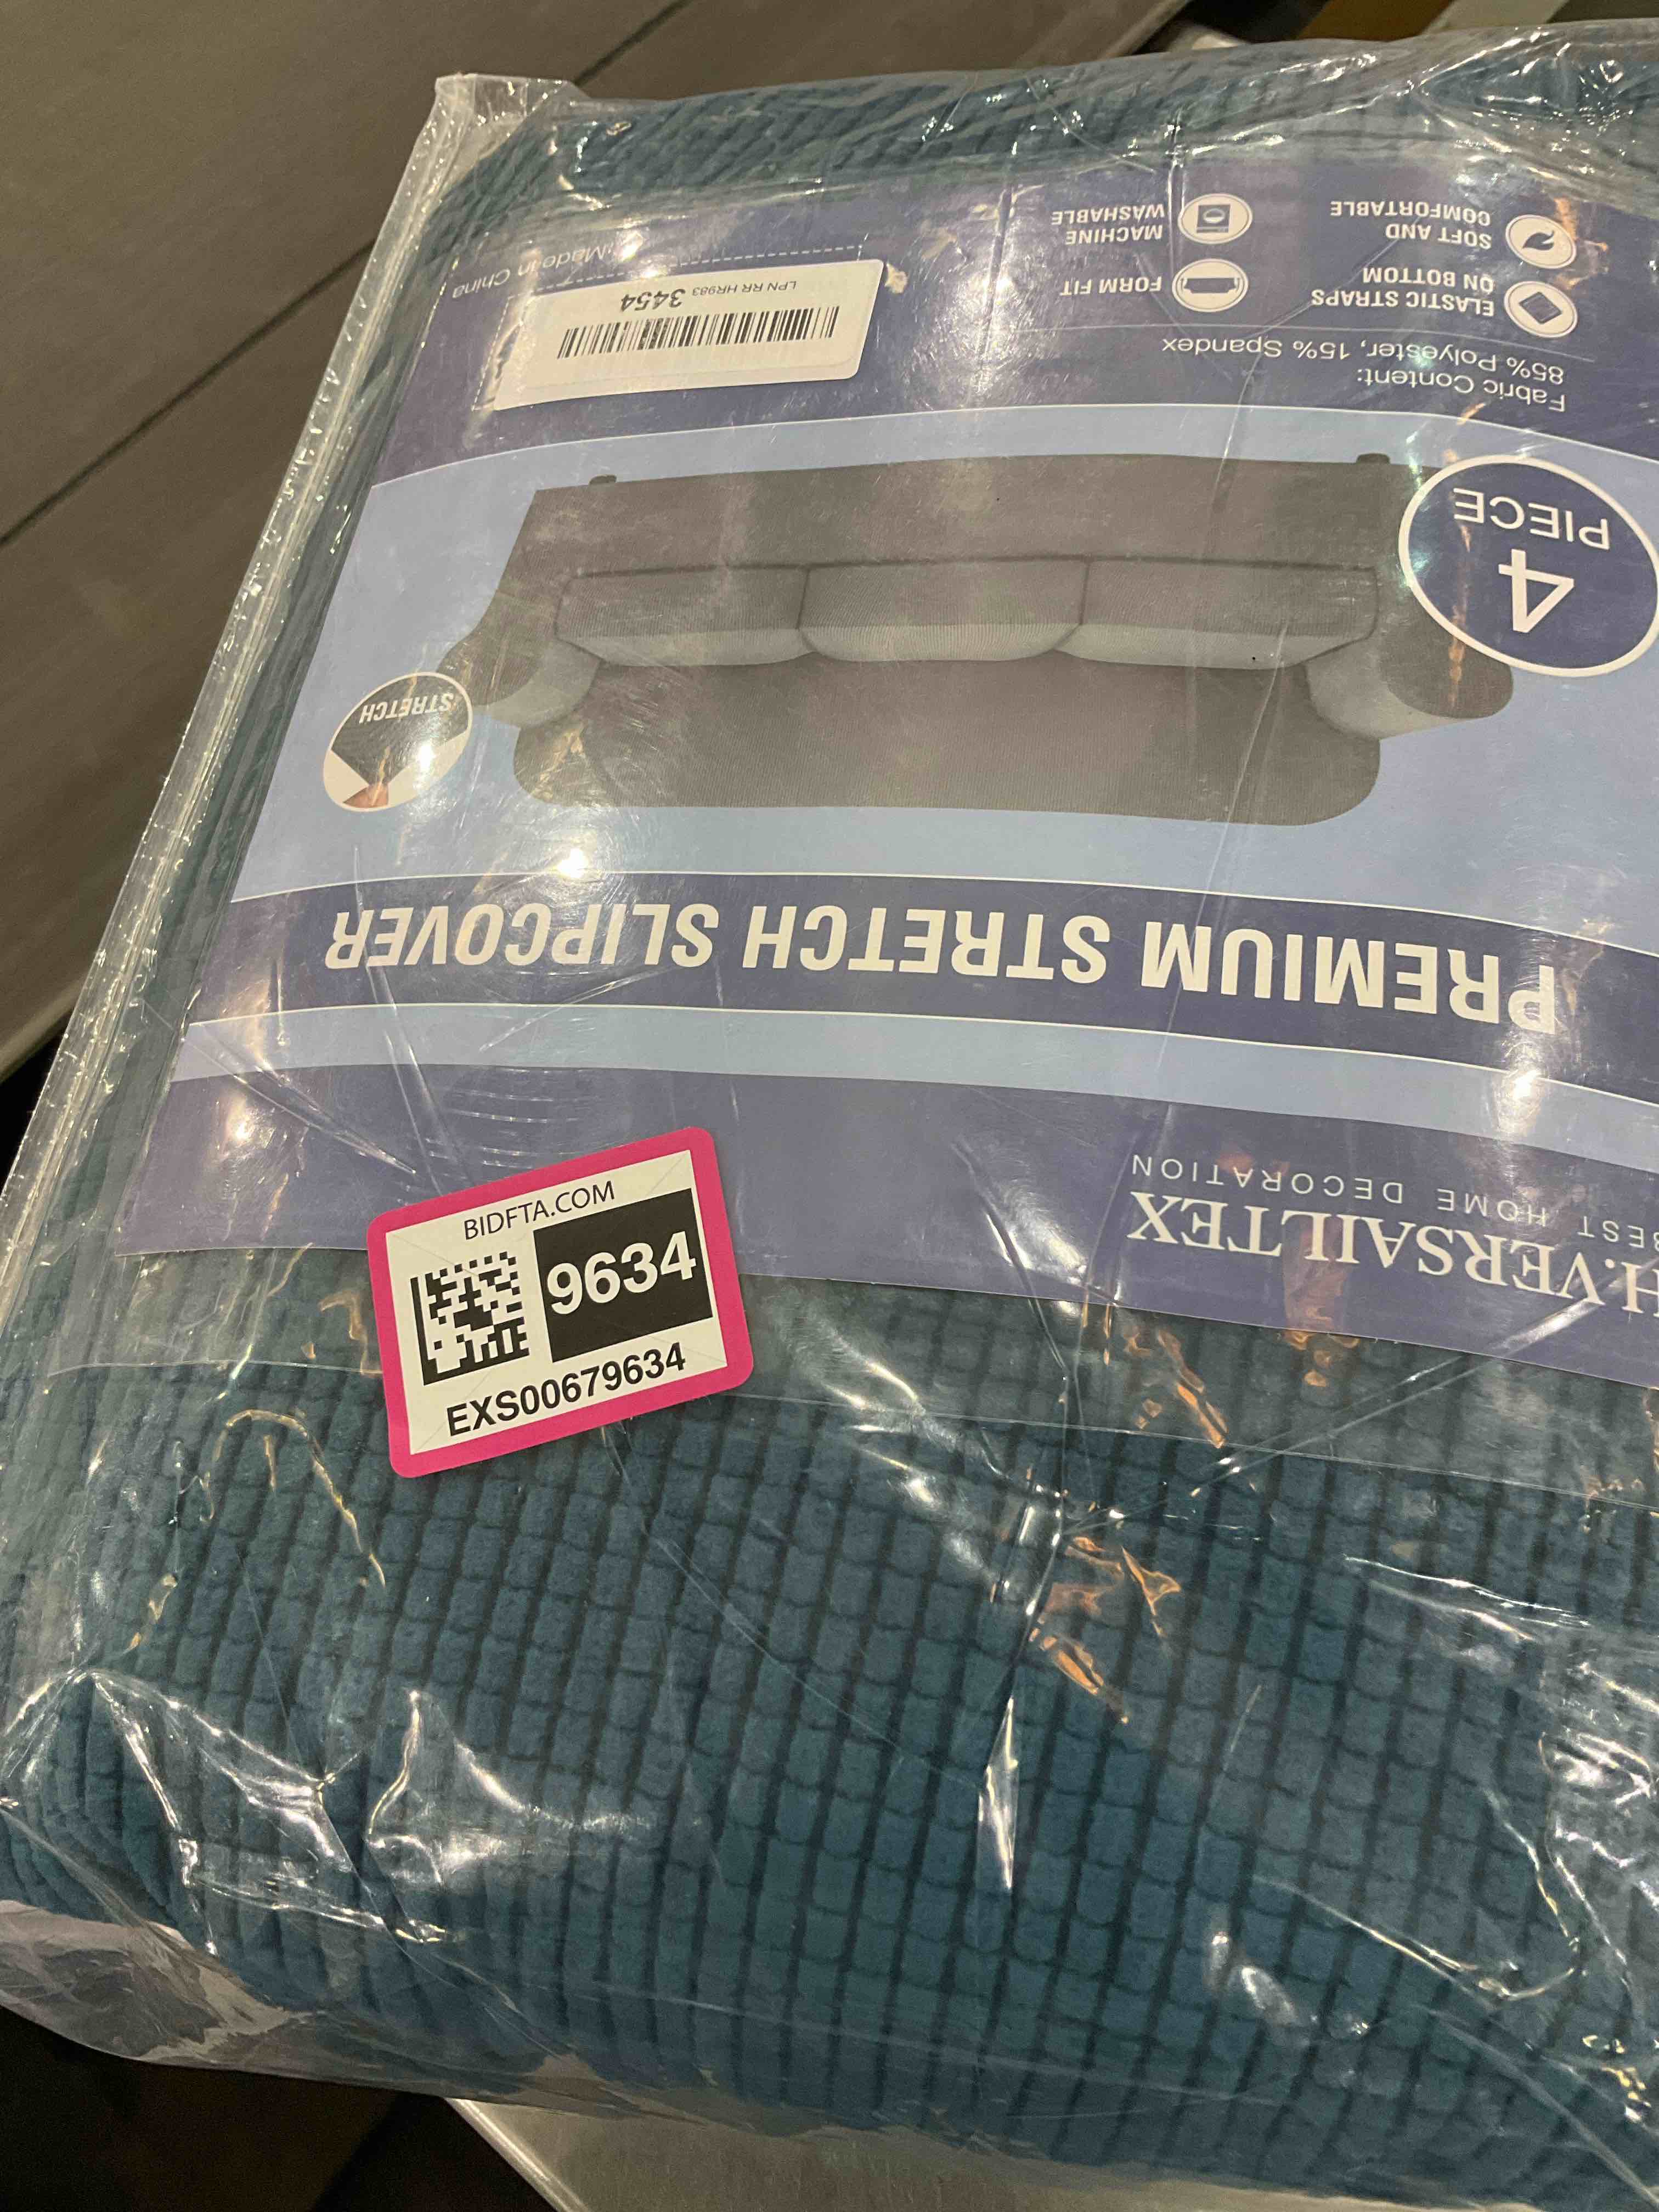 H.VERSAILTEX
BEST HOME DECORATION
PREMIUM STRETCH SLIPCOVER
STRETCH
4
PIECE
Fabric Content:
85% Polyester, 15% Spandex
ELASTIC STRAPS
ON BOTTOM
FORM FIT
SOFT AND
COMFORTABLE
MACHINE
WASHABLE
LPN RR HR983 3454
Made in China
BIDFTA.COM
9634
EXS00679634